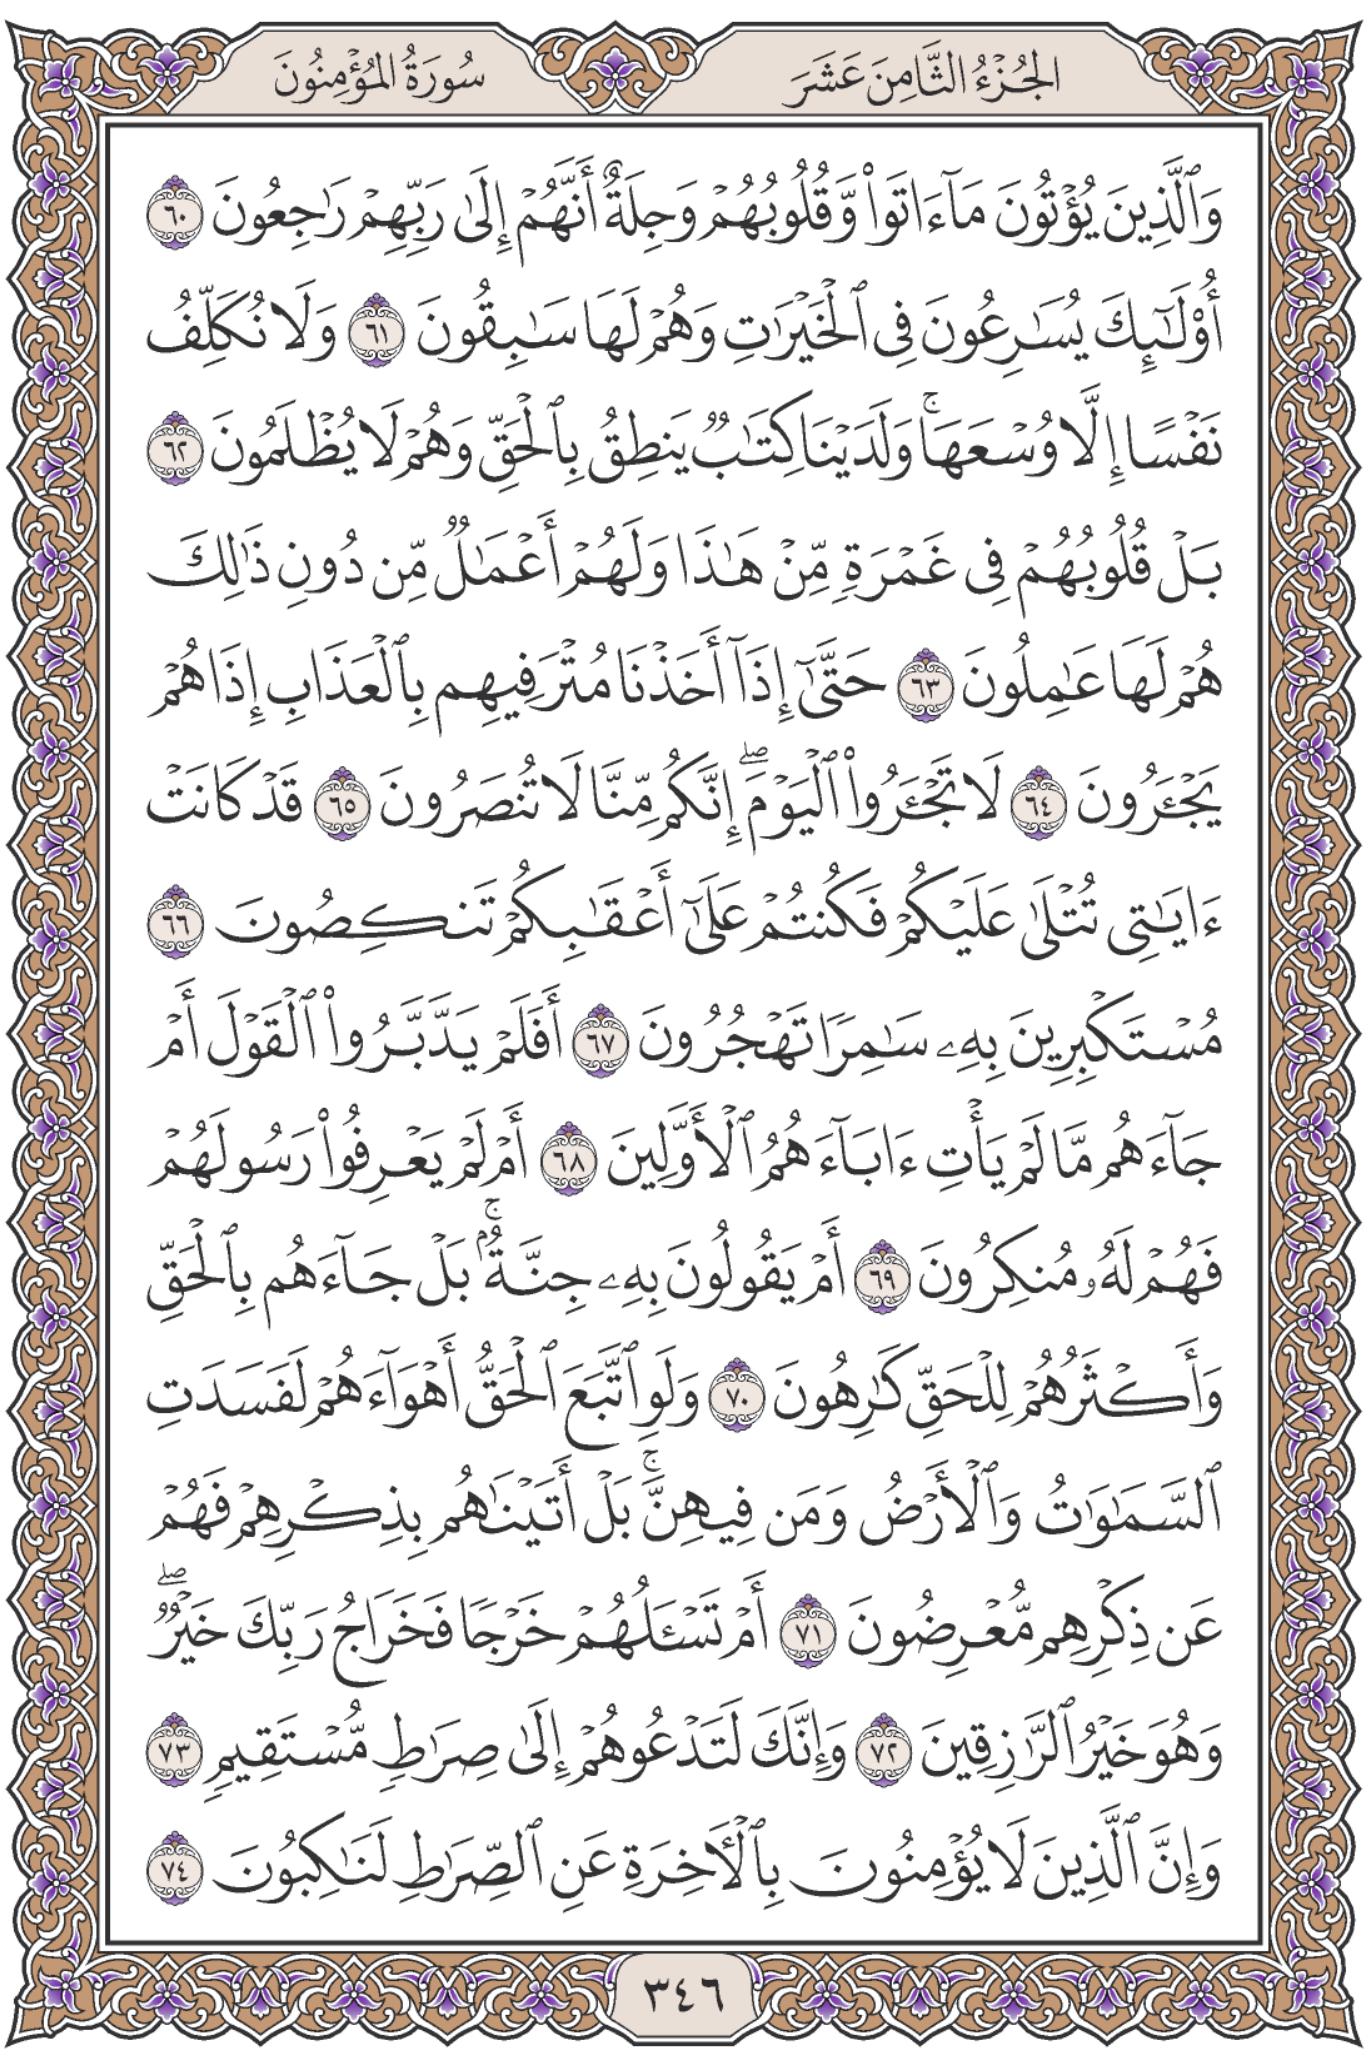 الجُزْءُ الثَّامِنَ عَشَرَ
سُورَةُ المُؤْمِنُونَ
وَٱلَّذِينَ يُؤْتُونَ مَآ ءَاتَوا۟ وَّقُلُوبُهُمْ وَجِلَةٌ أَنَّهُمْ إِلَىٰ رَبِّهِمْ رَٰجِعُونَ ٦٠
أُو۟لَـٰٓئِكَ يُسَـٰرِعُونَ فِى ٱلْخَيْرَٰتِ وَهُمْ لَهَا سَـٰبِقُونَ ٦١ وَلَا نُكَلِّفُ
نَفْسًا إِلَّا وُسْعَهَا ۚ وَلَدَيْنَا كِتَـٰبٌ يَنطِقُ بِٱلْحَقِّ وَهُمْ لَا يُظْلَمُونَ ٦٢
بَلْ قُلُوبُهُمْ فِى غَمْرَةٍ مِّنْ هَـٰذَا وَلَهُمْ أَعْمَـٰلٌ مِّن دُونِ ذَٰلِكَ
هُمْ لَهَا عَـٰمِلُونَ ٦٣ حَتَّىٰٓ إِذَآ أَخَذْنَا مُتْرَفِيهِم بِٱلْعَذَابِ إِذَا هُمْ
يَجْـَٔرُونَ ٦٤ لَا تَجْـَٔرُوا۟ ٱلْيَوْمَ ۖ إِنَّكُم مِّنَّا لَا تُنصَرُونَ ٦٥ قَدْ كَانَتْ
ءَايَـٰتِى تُتْلَىٰ عَلَيْكُمْ فَكُنتُمْ عَلَىٰٓ أَعْقَـٰبِكُمْ تَنكِصُونَ ٦٦
مُسْتَكْبِرِينَ بِهِۦ سَـٰمِرًا تَهْجُرُونَ ٦٧ أَفَلَمْ يَدَّبَّرُوا۟ ٱلْقَوْلَ أَمْ
جَآءَهُم مَّا لَمْ يَأْتِ ءَابَآءَهُمُ ٱلْأَوَّلِينَ ٦٨ أَمْ لَمْ يَعْرِفُوا۟ رَسُولَهُمْ
فَهُمْ لَهُۥ مُنكِرُونَ ٦٩ أَمْ يَقُولُونَ بِهِۦ جِنَّةٌۢ ۚ بَلْ جَآءَهُم بِٱلْحَقِّ
وَأَكْثَرُهُمْ لِلْحَقِّ كَـٰرِهُونَ ٧٠ وَلَوِ ٱتَّبَعَ ٱلْحَقُّ أَهْوَآءَهُمْ لَفَسَدَتِ
ٱلسَّمَـٰوَٰتُ وَٱلْأَرْضُ وَمَن فِيهِنَّ ۚ بَلْ أَتَيْنَـٰهُم بِذِكْرِهِمْ فَهُمْ
عَن ذِكْرِهِم مُّعْرِضُونَ ٧١ أَمْ تَسْـَٔلُهُمْ خَرْجًا فَخَرَاجُ رَبِّكَ خَيْرٌ ۖ
وَهُوَ خَيْرُ ٱلرَّٰزِقِينَ ٧٢ وَإِنَّكَ لَتَدْعُوهُمْ إِلَىٰ صِرَٰطٍ مُّسْتَقِيمٍ ٧٣
وَإِنَّ ٱلَّذِينَ لَا يُؤْمِنُونَ بِٱلْـَٔاخِرَةِ عَنِ ٱلصِّرَٰطِ لَنَـٰكِبُونَ ٧٤
٣٤٦